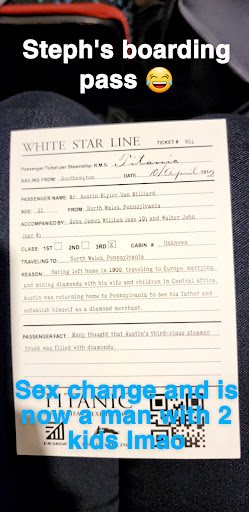 Steph's boarding
pass 😂
WHITE STAR LINE TICKET # 951
Passenger Ticket per Steamship, R.M.S. Titanic
SAILING FROM: Southampton DATE 10/April 1912
PASSENGER NAME: Mr. Austin Blyler Van Billiard
AGE 35 FROM North Wales, Pennsylvania
ACCOMPANIED BY: Sons James William (age 10) and Walter John
(age 9)
CLASS: 1ST 2ND 3RD X CABIN # Unknown
TRAVELING TO: North Wales, Pennsylvania
REASON: Having left home in 1900, traveling to Europe, marrying,
and mining diamonds with his wife and children in Central Africa,
Austin was returning home to Pennsylvania to see his father and
establish himself as a diamond merchant.
PASSENGER FACT: Many thought that Austin's third-class steamer
trunk was filled with diamonds.
Sex change and is
now a man with 2
kids lmao
TITANIC